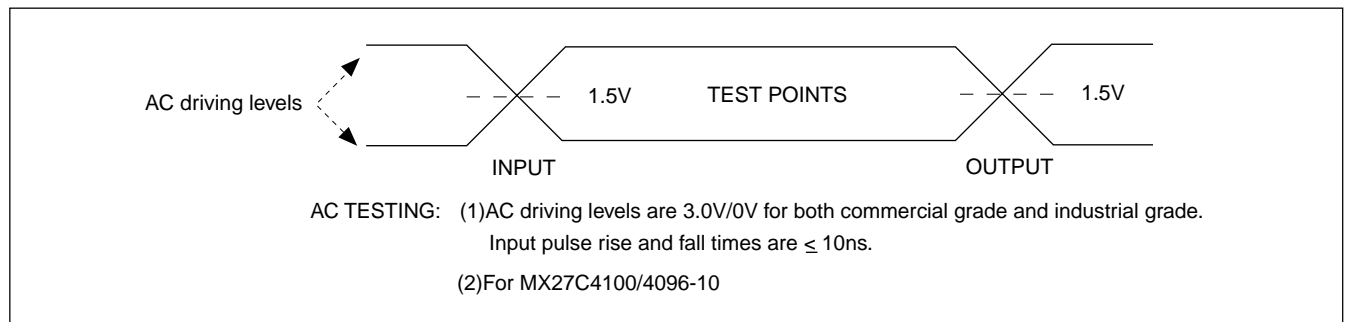 AC driving levels
1.5V
TEST POINTS
1.5V
INPUT
OUTPUT
AC TESTING: (1)AC driving levels are 3.0V/0V for both commercial grade and industrial grade.
Input pulse rise and fall times are ≤ 10ns.
(2)For MX27C4100/4096-10